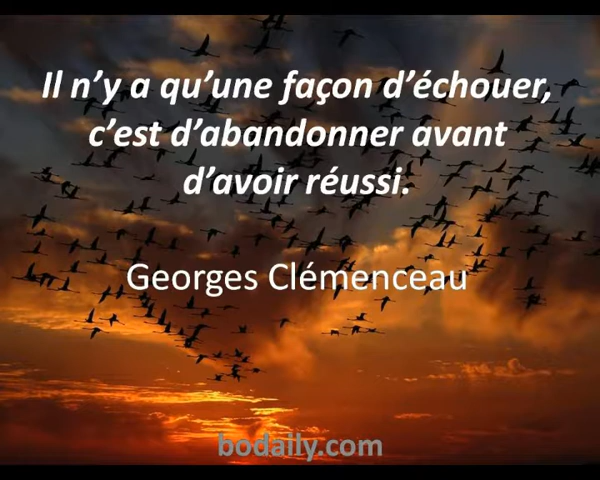 Il n’y a qu’une façon d’échouer,
c’est d’abandonner avant
d’avoir réussi.
Georges Clémenceau
bodaily.com